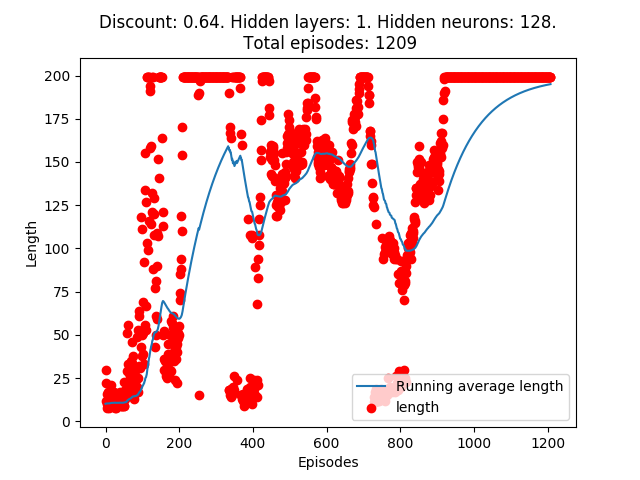 Discount: 0.64. Hidden layers: 1. Hidden neurons: 128.
Total episodes: 1209
200
175
150
125
100
75
50
25
0
Length
0 200 400 600 800 1000 1200
Episodes
Running average length
length